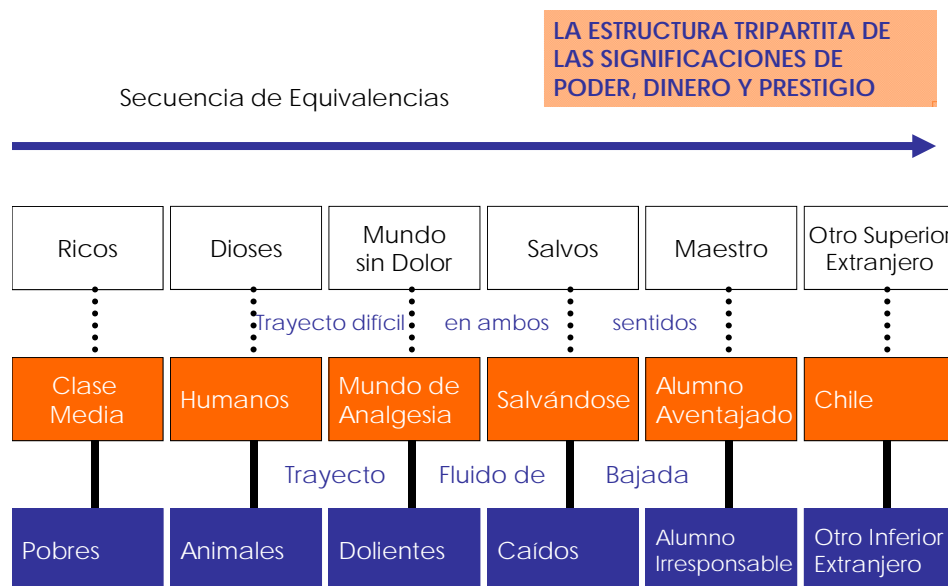 LA ESTRUCTURA TRIPARTITA DE
LAS SIGNIFICACIONES DE
PODER, DINERO Y PRESTIGIO
Secuencia de Equivalencias
Ricos
Dioses
Mundo
sin Dolor
Salvos
Maestro
Otro Superior
Extranjero
Trayecto difícil en ambos sentidos
Clase
Media
Humanos
Mundo de
Analgesia
Salvándose
Alumno
Aventajado
Chile
Trayecto Fluido de Bajada
Pobres
Animales
Dolientes
Caídos
Alumno
Irresponsable
Otro Inferior
Extranjero